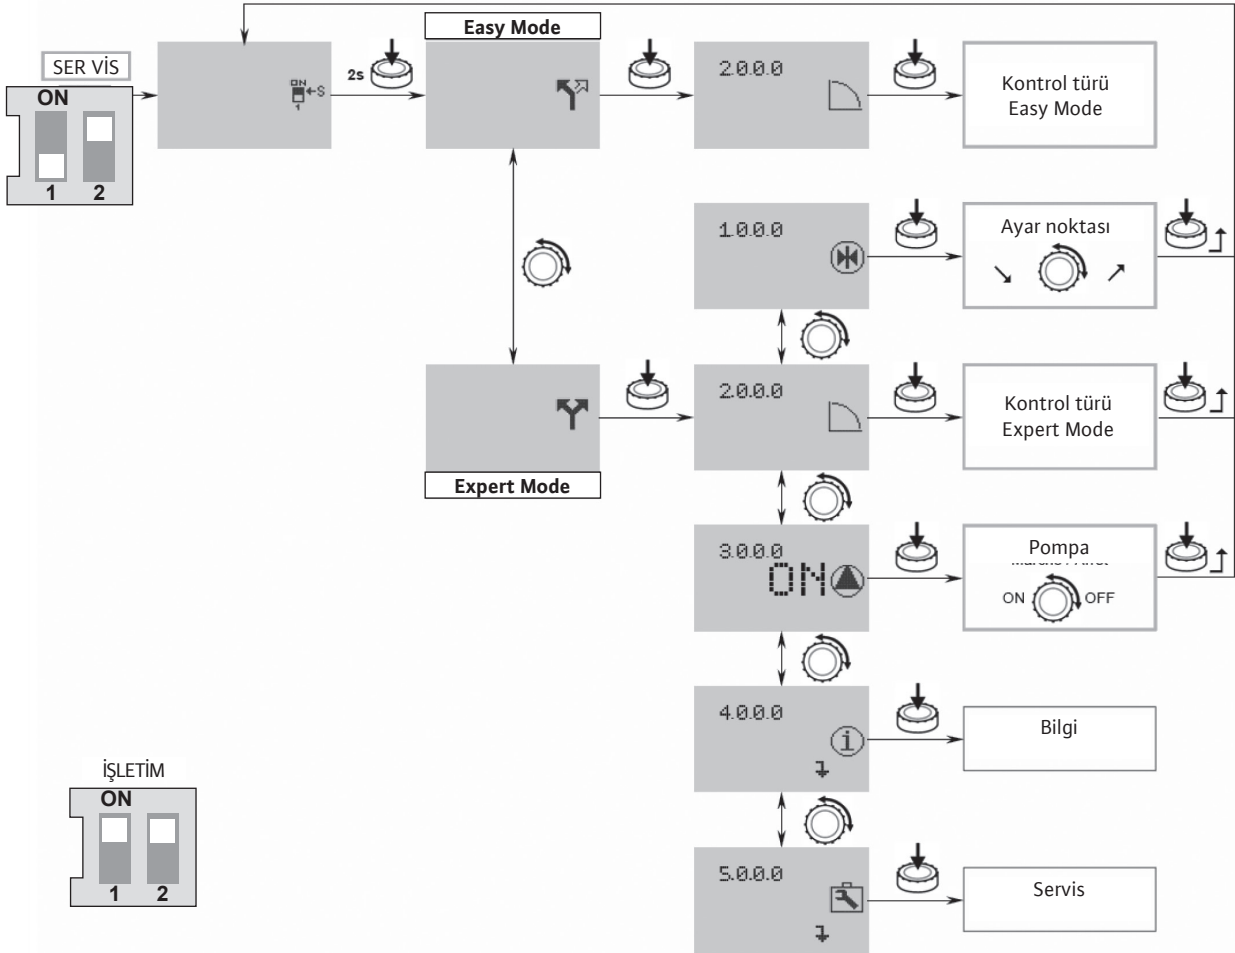 Easy Mode
SER VİS
ON
1 2
ON
S
1
2s
2.0.0.0
Kontrol türü
Easy Mode
1.0.0.0
Ayar noktası
2.0.0.0
Kontrol türü
Expert Mode
Expert Mode
3.0.0.0
ON
Pompa
ON OFF
4.0.0.0
i
Bilgi
İŞLETİM
ON
1 2
5.0.0.0
Servis